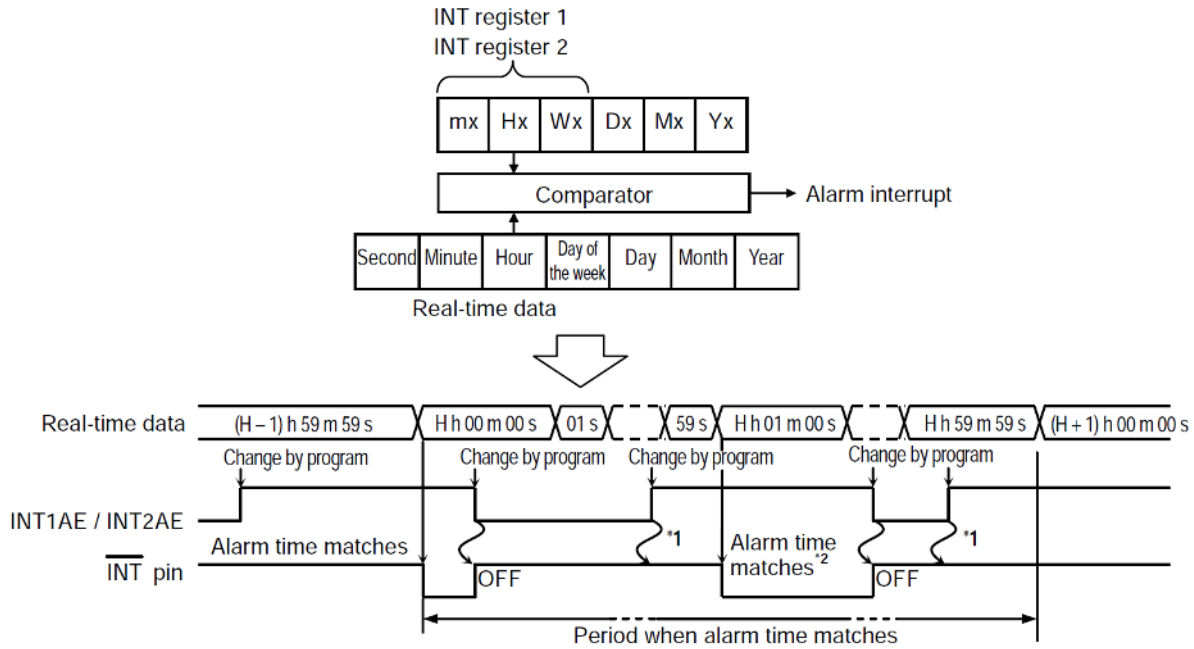 INT register 1
INT register 2
mx Hx Wx Dx Mx Yx
Comparator
Alarm interrupt
Second Minute Hour Day of the week Day Month Year
Real-time data
Real-time data
(H − 1) h 59 m 59 s
H h 00 m 00 s
01 s
59 s
H h 01 m 00 s
H h 59 m 59 s
(H + 1) h 00 m 00 s
Change by program
Change by program
Change by program
Change by program
INT1AE / INT2AE
*1
*1
Alarm time matches
Alarm time
matches*2
INT pin
OFF
OFF
Period when alarm time matches